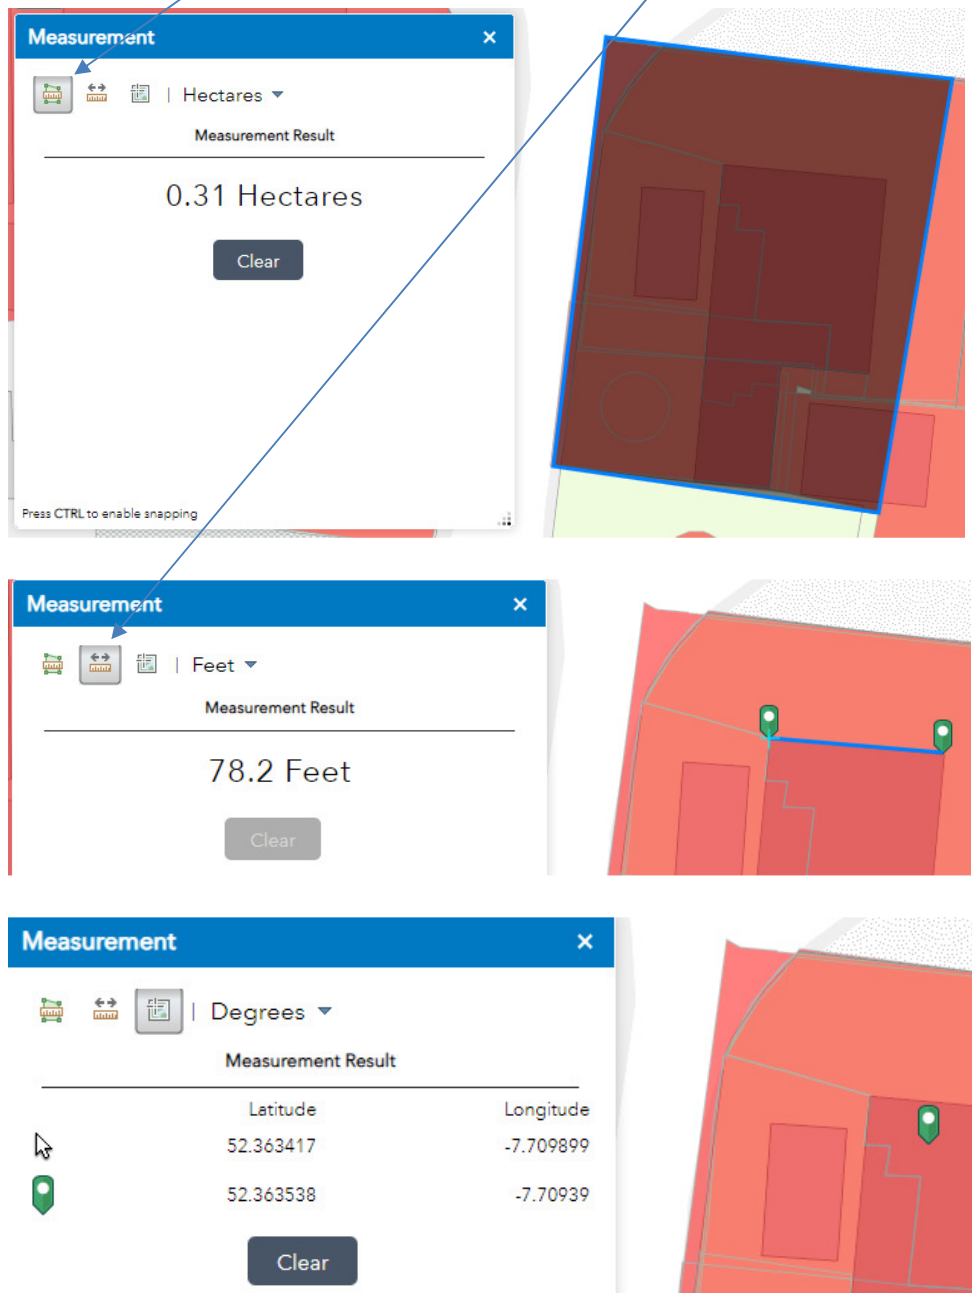 Measurement ×
| Hectares
Measurement Result
0.31 Hectares
Clear
Press CTRL to enable snapping
Measurement ×
| Feet
Measurement Result
78.2 Feet
Clear
Measurement ×
| Degrees
Measurement Result
Latitude Longitude
52.363417 -7.709899
52.363538 -7.70939
Clear